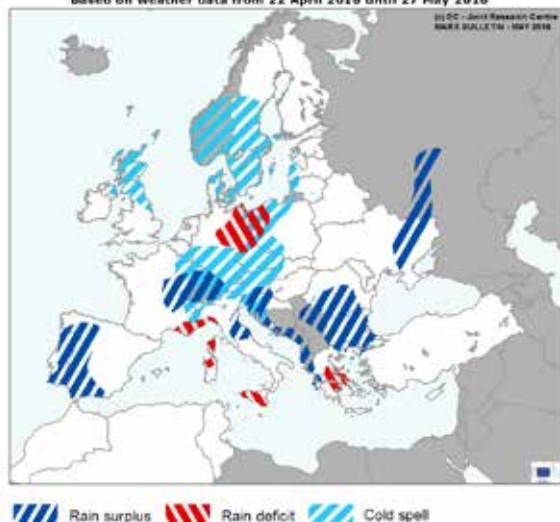 Based on weather data from 22 April 2016 until 27 May 2016
(c) EC - Joint Research Centre
MARS BULLETIN - MAY 2016
Rain surplus Rain deficit Cold spell